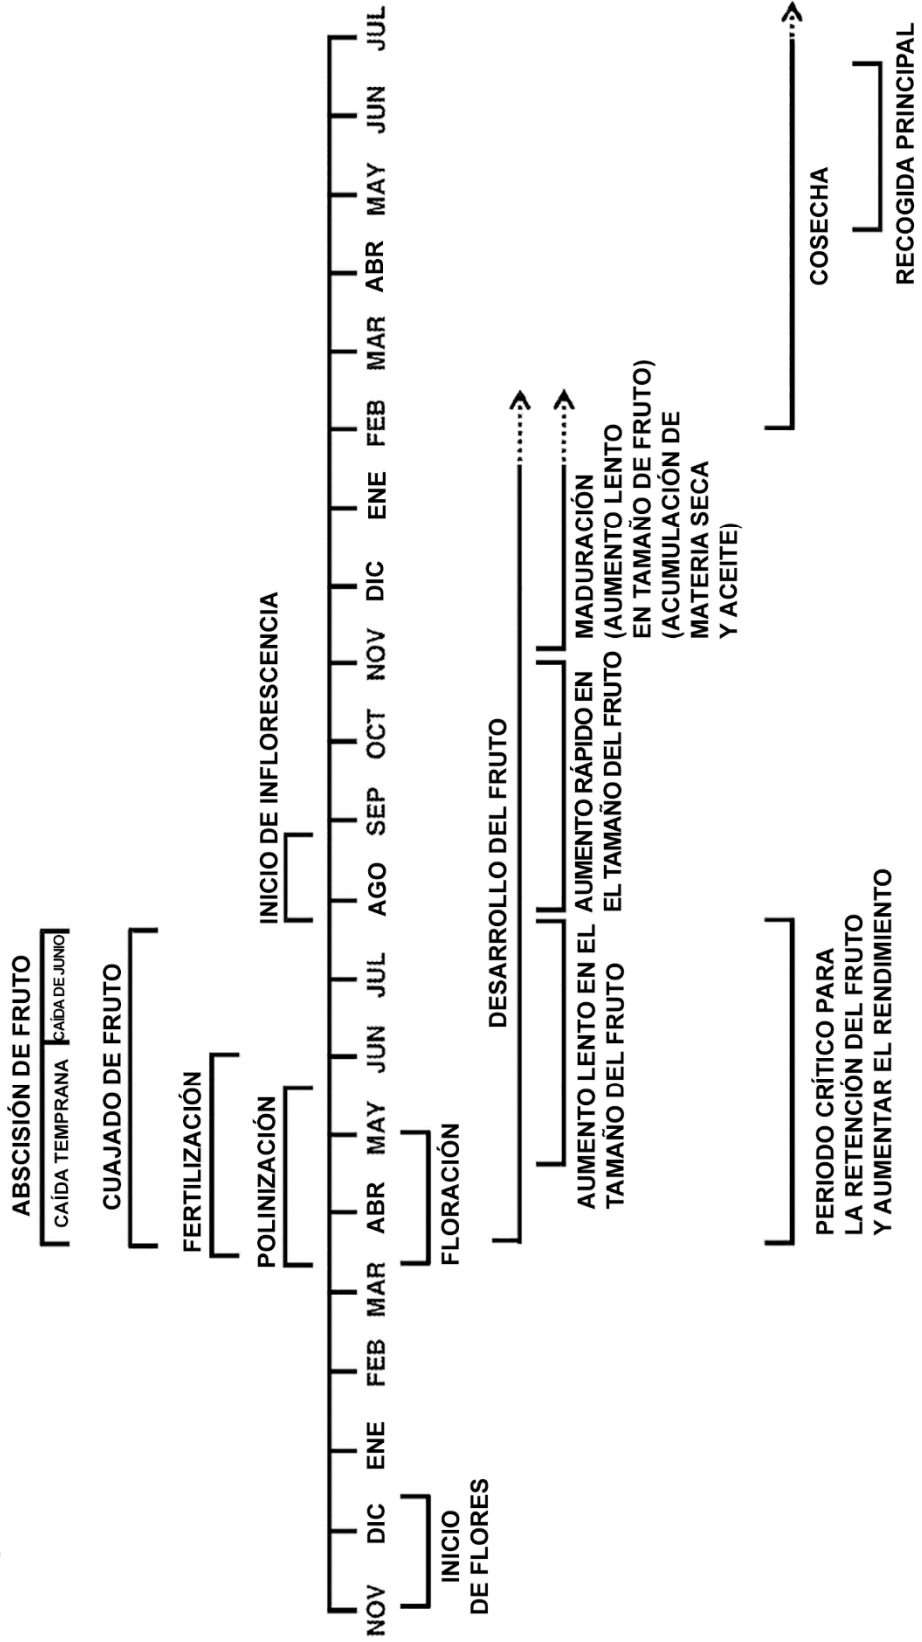 ABSCISIÓN DE FRUTO
CAÍDA TEMPRANA
CAÍDA DE JUNIO
CUAJADO DE FRUTO
FERTILIZACIÓN
POLINIZACIÓN
INICIO DE INFLORESCENCIA
NOV DIC ENE FEB MAR ABR MAY JUN JUL AGO SEP OCT NOV DIC ENE FEB MAR ABR MAY JUN JUL
INICIO
DE FLORES
FLORACIÓN
DESARROLLO DEL FRUTO
AUMENTO LENTO EN EL
TAMAÑO DEL FRUTO
AUMENTO RÁPIDO EN
EL TAMAÑO DEL FRUTO
MADURACIÓN
(AUMENTO LENTO
EN TAMAÑO DE FRUTO)
(ACUMULACIÓN DE
MATERIA SECA
Y ACEITE)
PERIODO CRÍTICO PARA
LA RETENCIÓN DEL FRUTO
Y AUMENTAR EL RENDIMIENTO
COSECHA
RECOGIDA PRINCIPAL